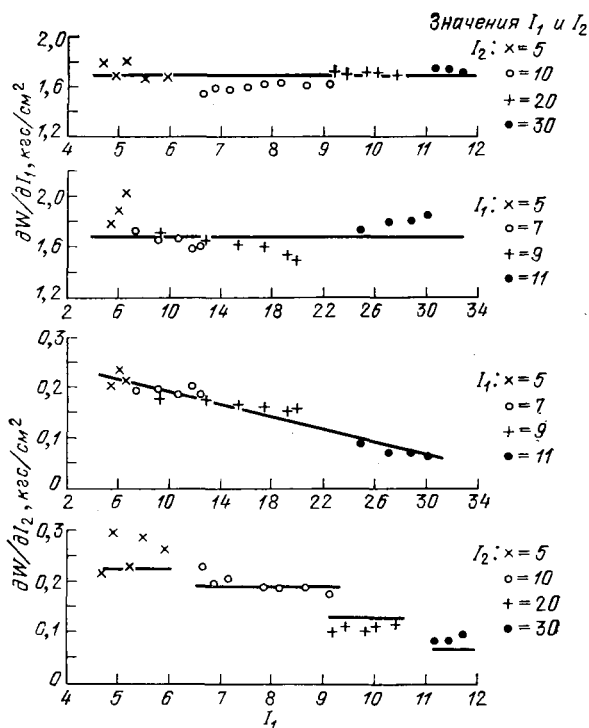 Значения I₁ и I₂
2,0
1,6
1,2
4 5 6 7 8 9 10 11 12
I₂: × = 5
○ = 10
+ = 20
● = 30
∂W/∂I₁, кгс/см²
2,0
1,6
1,2
2 6 10 14 18 22 26 30 34
I₁: × = 5
○ = 7
+ = 9
● = 11
0,3
0,2
0,1
0
2 6 10 14 18 22 26 30 34
I₁: × = 5
○ = 7
+ = 9
● = 11
∂W/∂I₂, кгс/см²
0,3
0,2
0,1
0
4 5 6 7 8 9 10 11 12
I₁
I₂: × = 5
○ = 10
+ = 20
● = 30